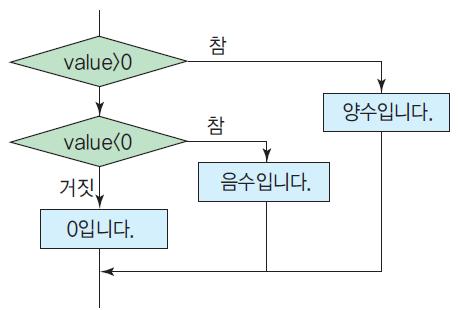 참
value>0
양수입니다.
참
value<0
음수입니다.
거짓
0입니다.